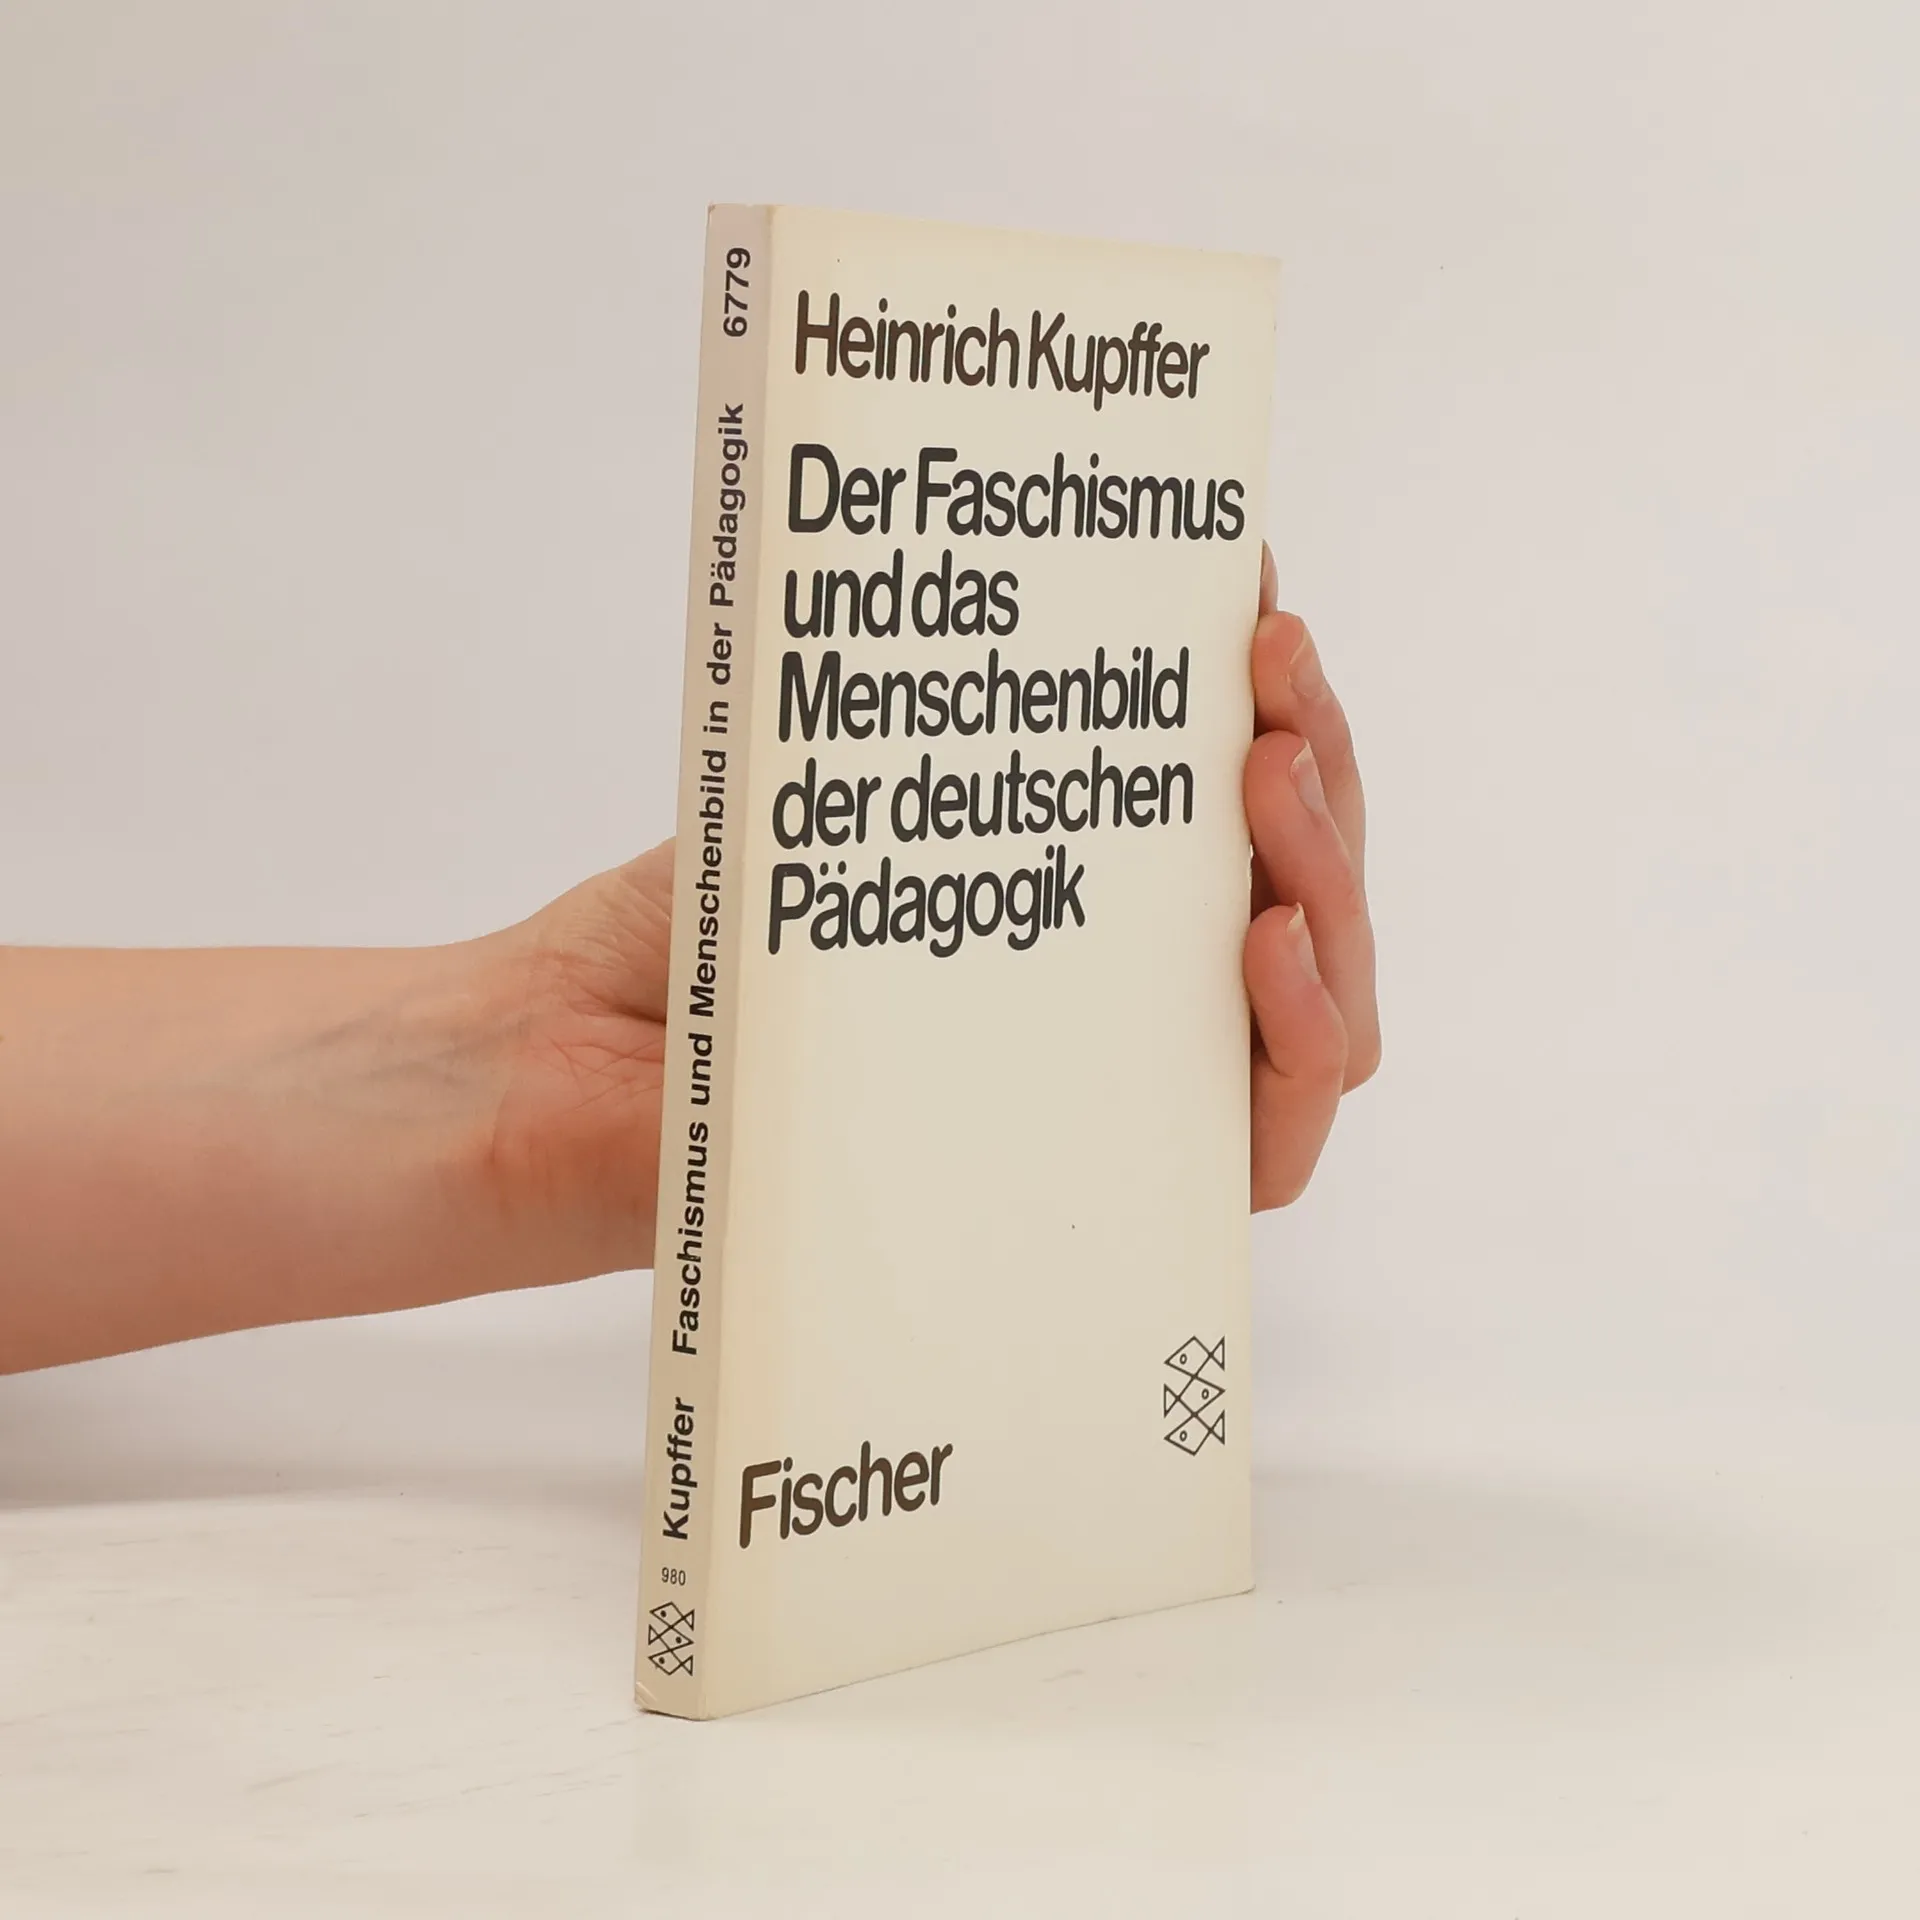 Heinrich Kupffer
Der Faschismus
und das
Menschenbild
der deutschen
Pädagogik
Fischer
980 Kupffer Faschismus und Menschenbild in der Pädagogik 6779